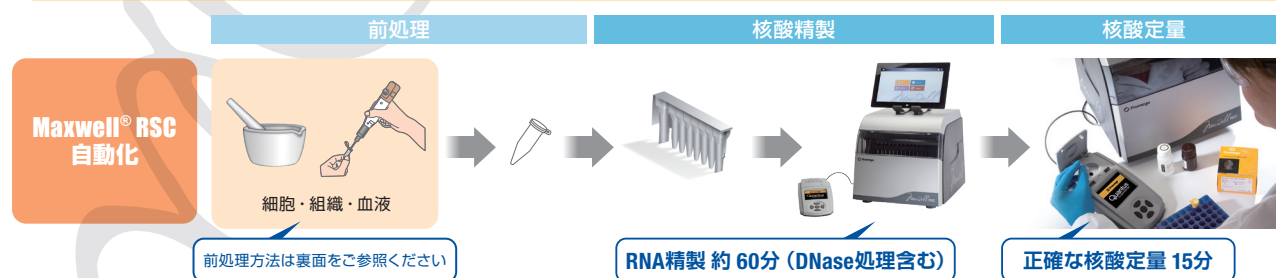 前処理
核酸精製
核酸定量
Maxwell® RSC
自動化
細胞・組織・血液
前処理方法は裏面をご参照ください
RNA精製 約 60分（DNase処理含む）
正確な核酸定量 15分
Promega
Maxwell
Quantus